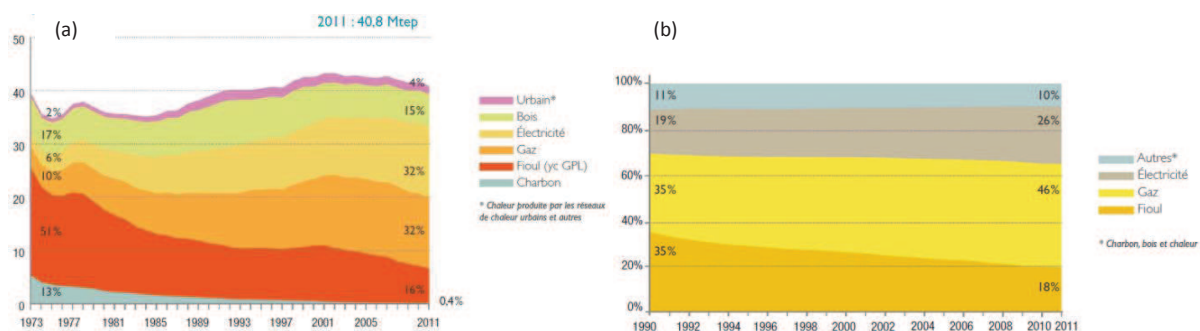 (a)
2011 : 40,8 Mtep
50
40
30
20
10
0
2%
17%
6%
10%
51%
13%
4%
15%
32%
32%
16%
0,4%
1973 1977 1981 1985 1989 1993 1997 2001 2005 2011
Urbain*
Bois
Électricité
Gaz
Fioul (yc GPL)
Charbon
* Chaleur produite par les réseaux
de chaleur urbains et autres
(b)
100%
80%
60%
40%
20%
0%
11%
19%
35%
35%
10%
26%
46%
18%
1990 1992 1994 1996 1998 2000 2002 2004 2006 2008 2010 2011
Autres*
Électricité
Gaz
Fioul
* Charbon, bois et chaleur